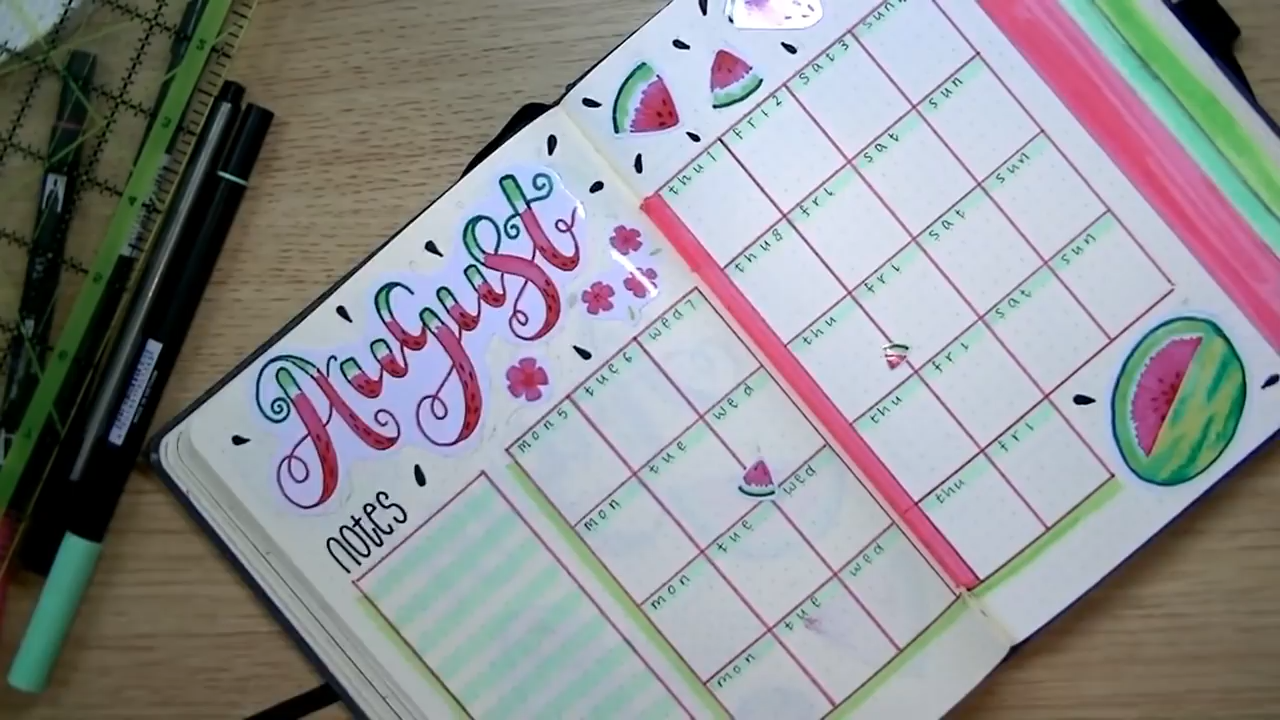 August
notes
mon 5 tue 6 wed 7
mon tue wed
mon tue wed
mon tue wed
thu 1 fri 2 sat 3 sun
thu 8 fri sat sun
thu fri sat sun
thu fri sat sun
thu fri